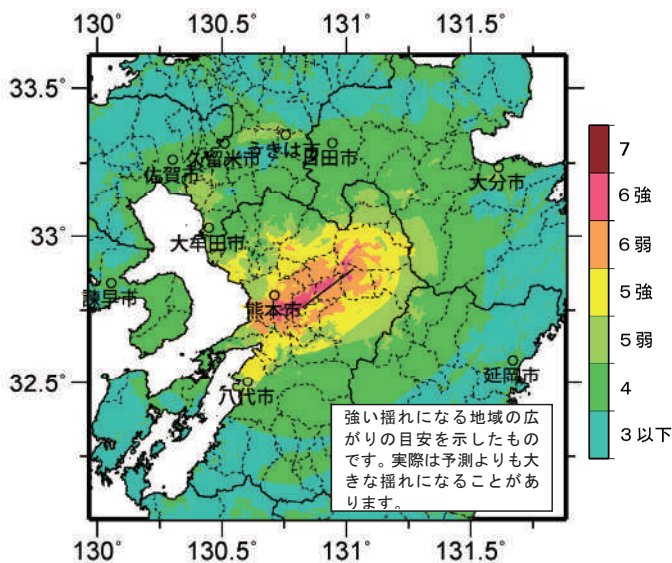 130° 130.5° 131° 131.5°
33.5°
33°
32.5°
久留米市 うきは市 日田市
佐賀市
大分市
大牟田市
諫早市
熊本市
延岡市
八代市
7
6強
6弱
5強
5弱
4
3以下
強い揺れになる地域の広
がりの目安を示したもの
です。実際は予測よりも大
きな揺れになることがあ
ります。
130° 130.5° 131° 131.5°